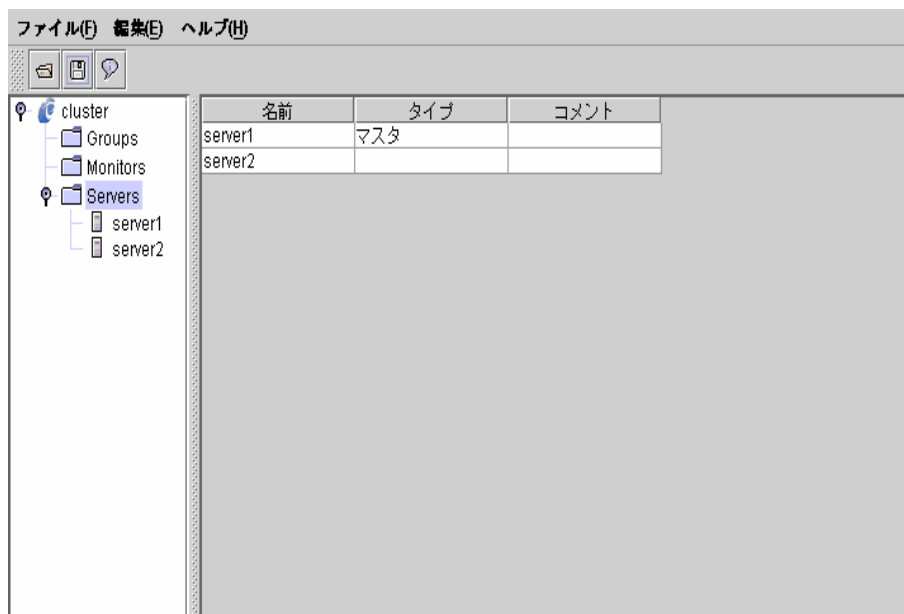 ファイル(F) 編集(E) ヘルプ(H)
cluster
Groups
Monitors
Servers
server1
server2
名前 タイプ コメント
server1 マスタ
server2